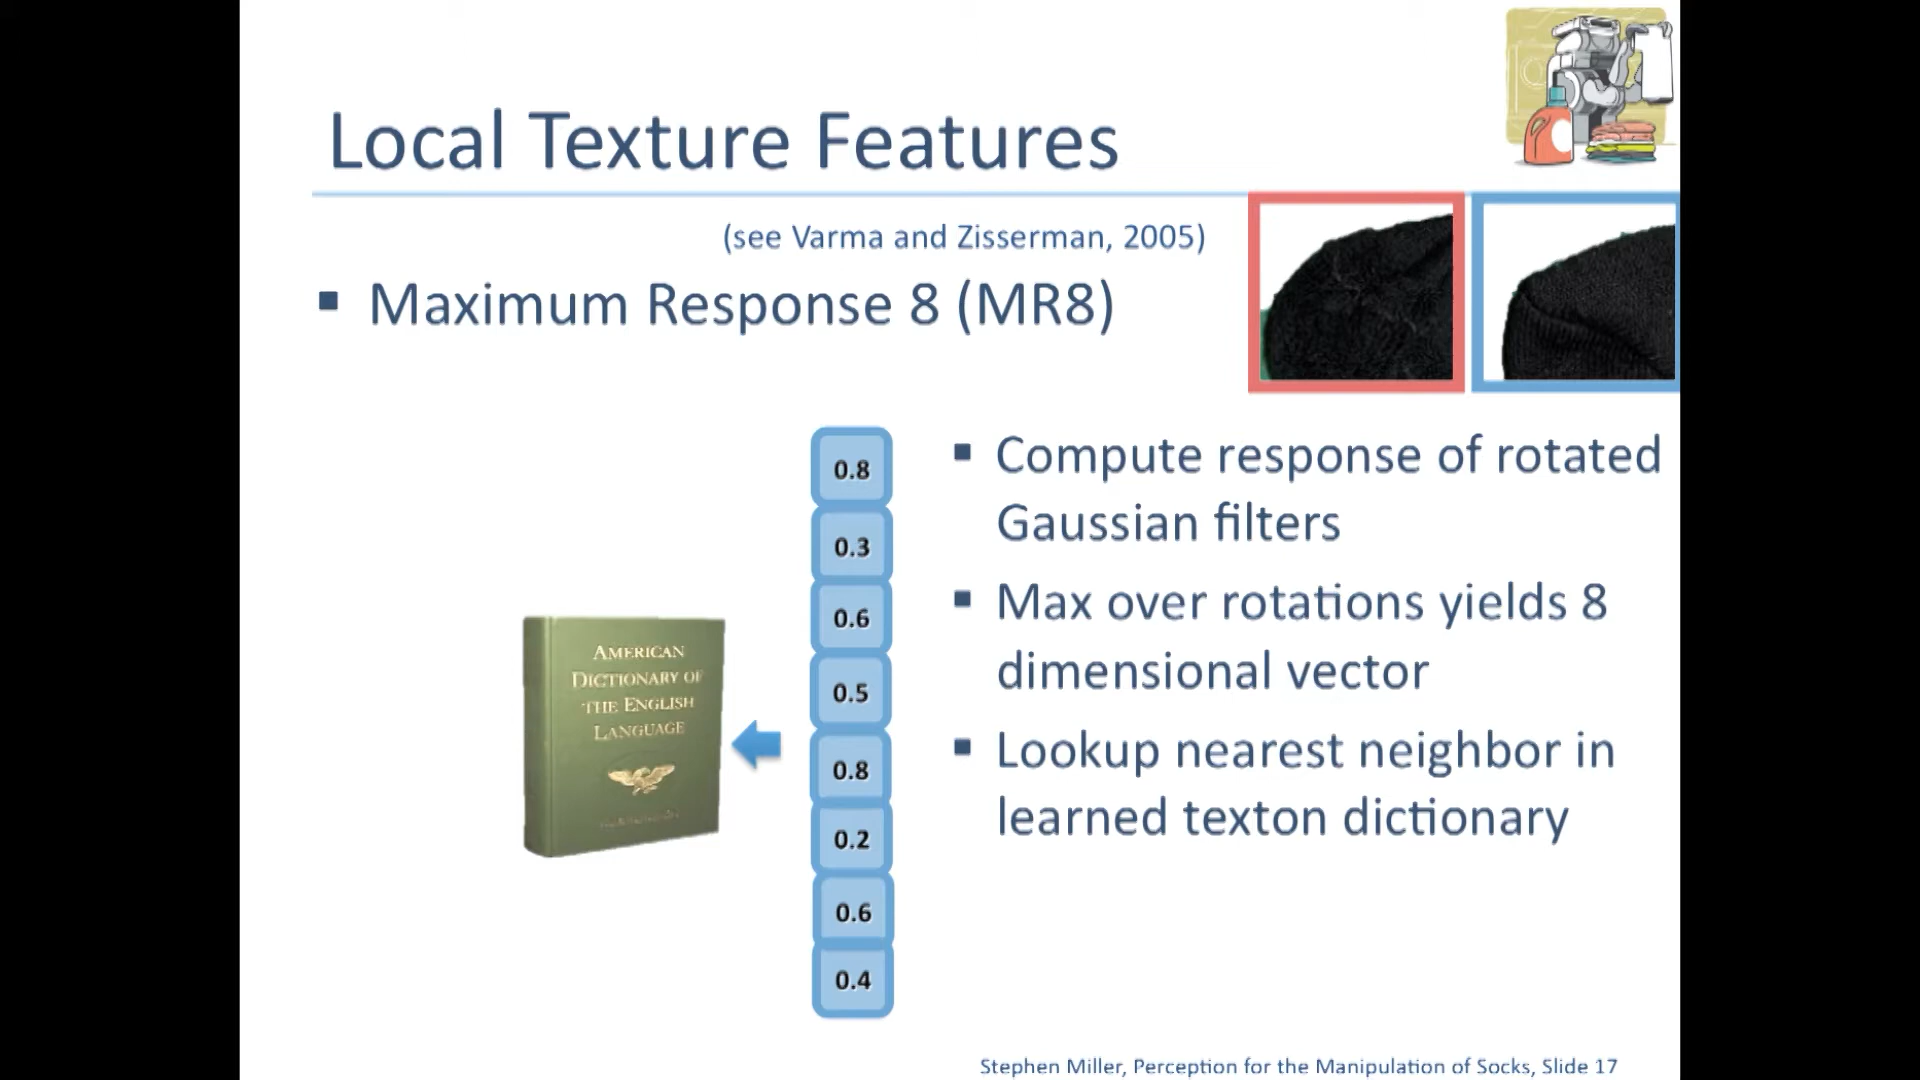 Local Texture Features
(see Varma and Zisserman, 2005)
▪ Maximum Response 8 (MR8)
0.8
0.3
0.6
0.5
0.8
0.2
0.6
0.4
AMERICAN
DICTIONARY OF
THE ENGLISH
LANGUAGE
▪ Compute response of rotated
Gaussian filters
▪ Max over rotations yields 8
dimensional vector
▪ Lookup nearest neighbor in
learned texton dictionary
Stephen Miller, Perception for the Manipulation of Socks, Slide 17